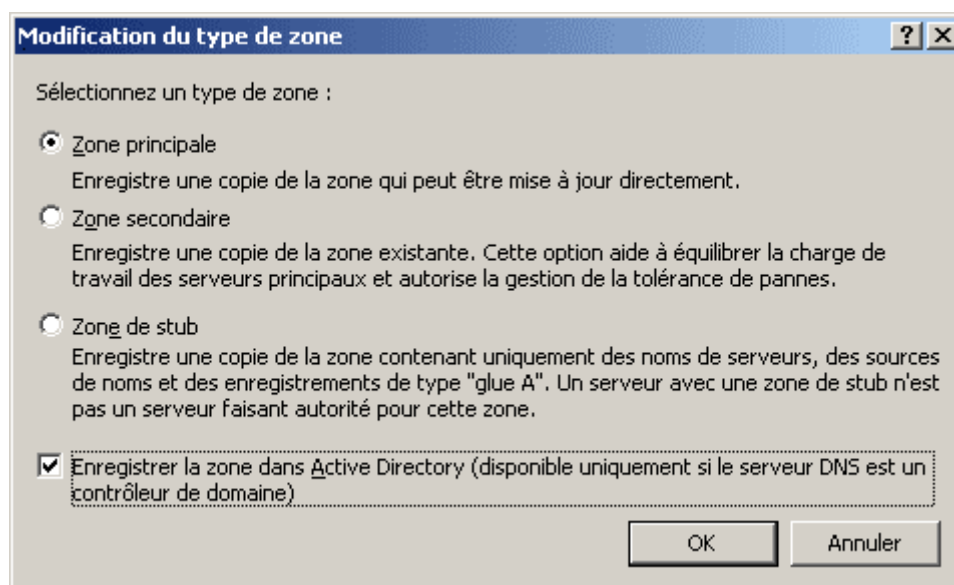 Modification du type de zone
Sélectionnez un type de zone :
Zone principale
Enregistre une copie de la zone qui peut être mise à jour directement.
Zone secondaire
Enregistre une copie de la zone existante. Cette option aide à équilibrer la charge de
travail des serveurs principaux et autorise la gestion de la tolérance de pannes.
Zone de stub
Enregistre une copie de la zone contenant uniquement des noms de serveurs, des sources
de noms et des enregistrements de type "glue A". Un serveur avec une zone de stub n'est
pas un serveur faisant autorité pour cette zone.
Enregistrer la zone dans Active Directory (disponible uniquement si le serveur DNS est un
contrôleur de domaine)
OK Annuler